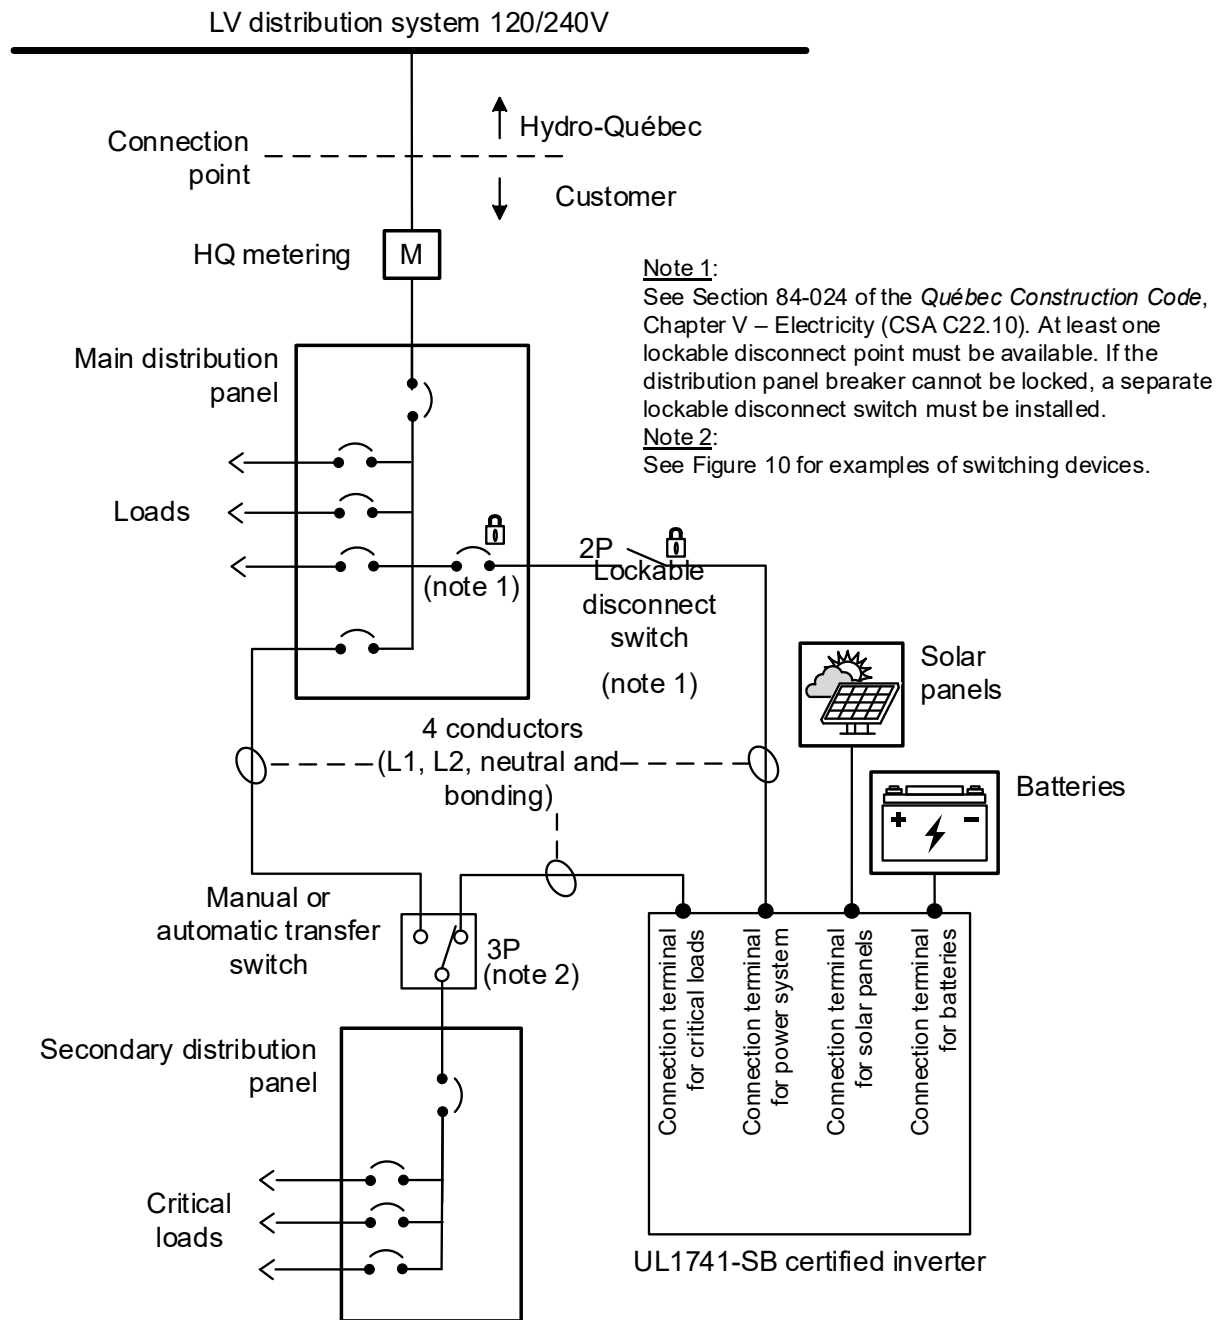 LV distribution system 120/240V
Connection
point
Hydro-Québec
Customer
HQ metering
M
Note 1:
See Section 84-024 of the Québec Construction Code,
Chapter V – Electricity (CSA C22.10). At least one
lockable disconnect point must be available. If the
distribution panel breaker cannot be locked, a separate
lockable disconnect switch must be installed.
Note 2:
See Figure 10 for examples of switching devices.
Main distribution
panel
Loads
(note 1)
2P
Lockable
disconnect
switch
(note 1)
Solar
panels
4 conductors
(L1, L2, neutral and
bonding)
Batteries
Manual or
automatic transfer
switch
3P
(note 2)
Connection terminal
for critical loads
Connection terminal
for power system
Connection terminal
for solar panels
Connection terminal
for batteries
Secondary distribution
panel
Critical
loads
UL1741-SB certified inverter